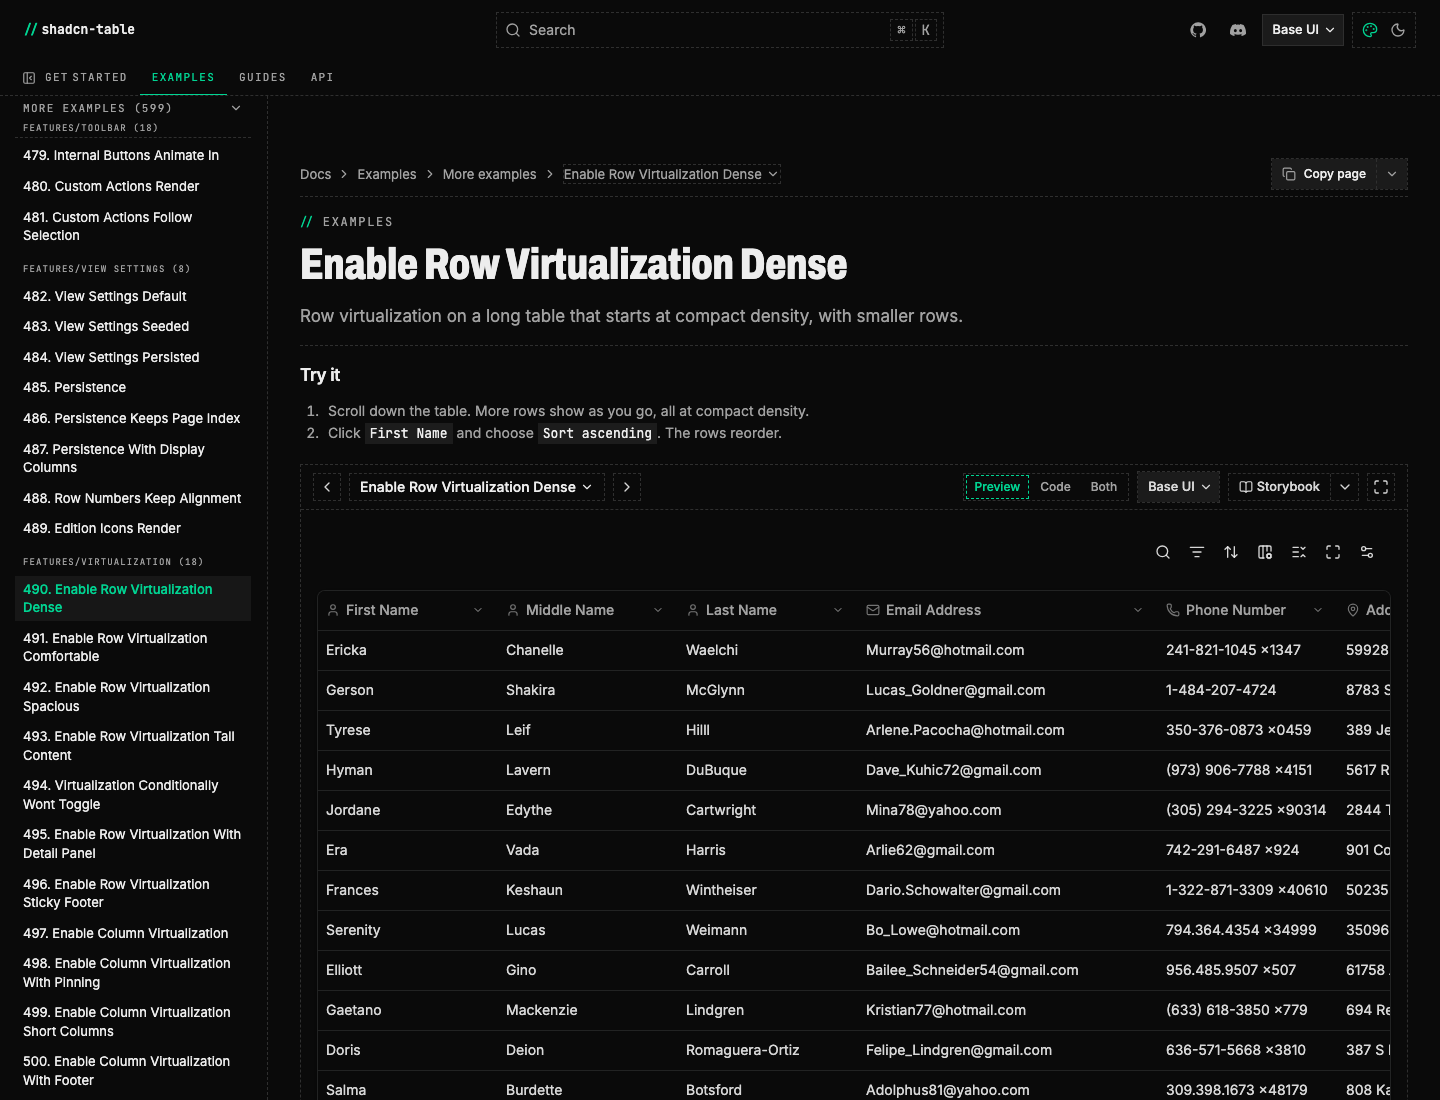 // shadcn-table
Search
⌘ K
Base UI
GET STARTED
EXAMPLES
GUIDES
API
MORE EXAMPLES (599)
FEATURES/TOOLBAR (18)
479. Internal Buttons Animate In
480. Custom Actions Render
481. Custom Actions Follow
Selection
FEATURES/VIEW SETTINGS (8)
482. View Settings Default
483. View Settings Seeded
484. View Settings Persisted
485. Persistence
486. Persistence Keeps Page Index
487. Persistence With Display
Columns
488. Row Numbers Keep Alignment
489. Edition Icons Render
FEATURES/VIRTUALIZATION (18)
490. Enable Row Virtualization
Dense
491. Enable Row Virtualization
Comfortable
492. Enable Row Virtualization
Spacious
493. Enable Row Virtualization Tall
Content
494. Virtualization Conditionally
Wont Toggle
495. Enable Row Virtualization With
Detail Panel
496. Enable Row Virtualization
Sticky Footer
497. Enable Column Virtualization
498. Enable Column Virtualization
With Pinning
499. Enable Column Virtualization
Short Columns
500. Enable Column Virtualization
With Footer
Docs > Examples > More examples > Enable Row Virtualization Dense
Copy page
// EXAMPLES
Enable Row Virtualization Dense
Row virtualization on a long table that starts at compact density, with smaller rows.
Try it
1. Scroll down the table. More rows show as you go, all at compact density.
2. Click First Name and choose Sort ascending. The rows reorder.
Enable Row Virtualization Dense
Preview Code Both
Base UI
Storybook
First Name Middle Name Last Name Email Address Phone Number Adc
Ericka Chanelle Waelchi Murray56@hotmail.com 241-821-1045 x1347 59928
Gerson Shakira McGlynn Lucas_Goldner@gmail.com 1-484-207-4724 8783 S
Tyrese Leif Hilll Arlene.Pacocha@hotmail.com 350-376-0873 x0459 389 Je
Hyman Lavern DuBuque Dave_Kuhic72@gmail.com (973) 906-7788 x4151 5617 R
Jordane Edythe Cartwright Mina78@yahoo.com (305) 294-3225 x90314 2844 T
Era Vada Harris Arlie62@gmail.com 742-291-6487 x924 901 Co
Frances Keshaun Wintheiser Dario.Schowalter@gmail.com 1-322-871-3309 x40610 50235
Serenity Lucas Weimann Bo_Lowe@hotmail.com 794.364.4354 x34999 35096
Elliott Gino Carroll Bailee_Schneider54@gmail.com 956.485.9507 x507 61758
Gaetano Mackenzie Lindgren Kristian77@hotmail.com (633) 618-3850 x779 694 Re
Doris Deion Romaguera-Ortiz Felipe_Lindgren@gmail.com 636-571-5668 x3810 387 S
Salma Burdette Botsford Adolphus81@yahoo.com 309.398.1673 x48179 808 Ka